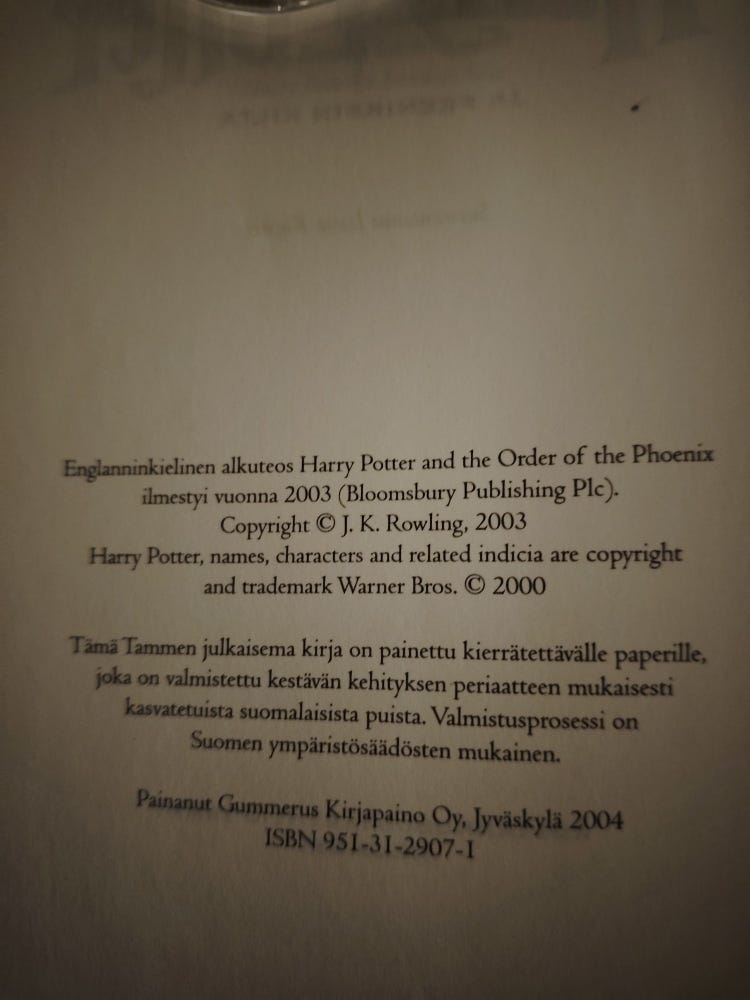 Englanninkielinen alkuteos Harry Potter and the Order of the Phoenix
ilmestyi vuonna 2003 (Bloomsbury Publishing Plc).
Copyright © J. K. Rowling, 2003
Harry Potter, names, characters and related indicia are copyright
and trademark Warner Bros. © 2000
Tämä Tammen julkaisema kirja on painettu kierrätettävälle paperille,
joka on valmistettu kestävän kehityksen periaatteen mukaisesti
kasvatetuista suomalaisista puista. Valmistusprosessi on
Suomen ympäristösäädösten mukainen.
Painanut Gummerus Kirjapaino Oy, Jyväskylä 2004
ISBN 951-31-2907-1